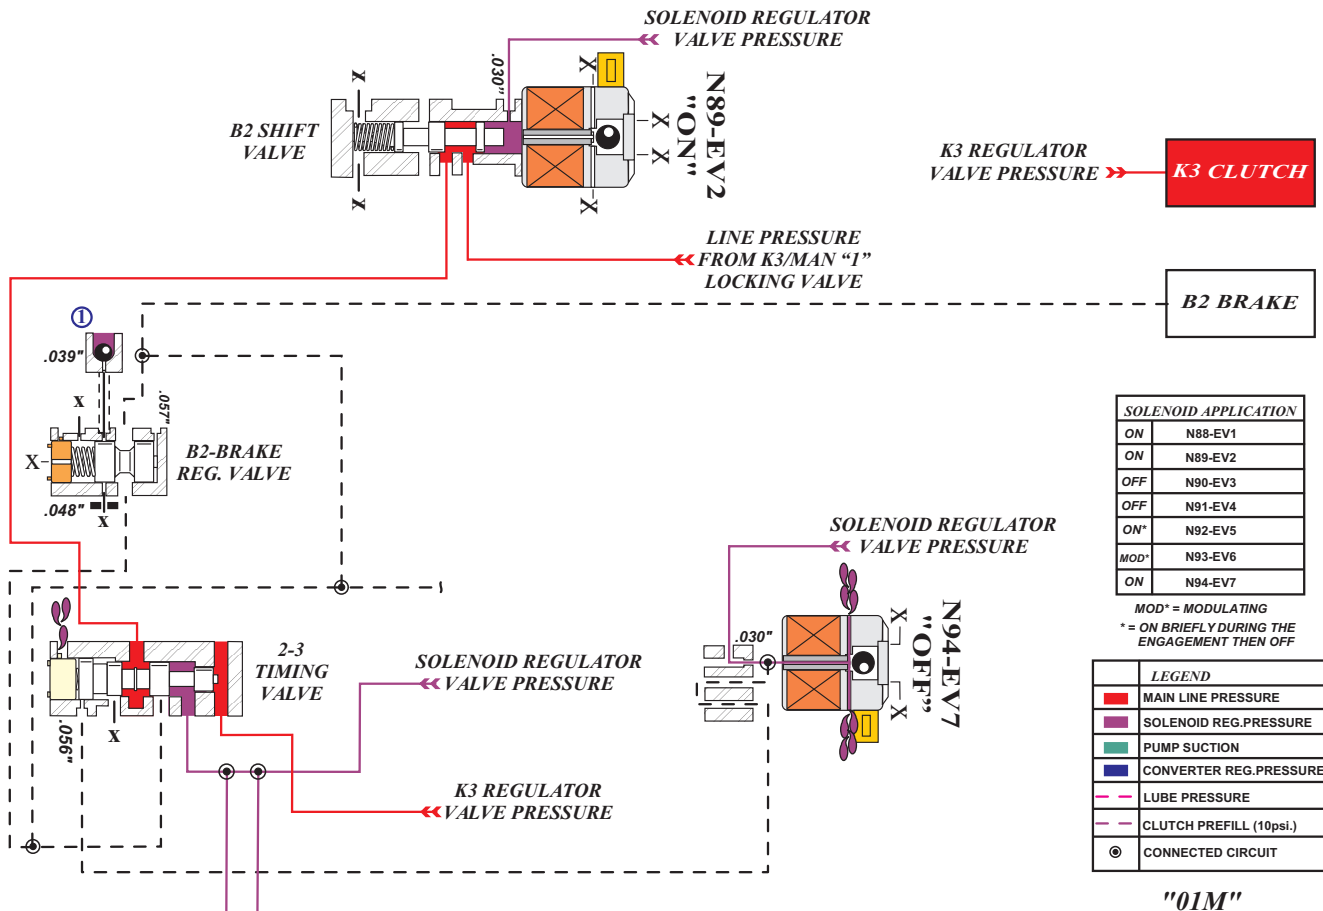 SOLENOID REGULATOR
VALVE PRESSURE
.030"
X
X
X
X
X
X
N89-EV2
"ON"
B2 SHIFT
VALVE
K3 REGULATOR
VALVE PRESSURE
K3 CLUTCH
LINE PRESSURE
FROM K3/MAN “1”
LOCKING VALVE
B2 BRAKE
1
.039"
X
.057"
B2-BRAKE
REG. VALVE
X
.048"
X
SOLENOID APPLICATION
ON N88-EV1
ON N89-EV2
OFF N90-EV3
OFF N91-EV4
ON* N92-EV5
MOD* N93-EV6
ON N94-EV7
MOD* = MODULATING
* = ON BRIEFLY DURING THE
ENGAGEMENT THEN OFF
SOLENOID REGULATOR
VALVE PRESSURE
.030"
X
X
N94-EV7
"OFF"
2-3
TIMING
VALVE
SOLENOID REGULATOR
VALVE PRESSURE
.056"
X
K3 REGULATOR
VALVE PRESSURE
LEGEND
MAIN LINE PRESSURE
SOLENOID REG.PRESSURE
PUMP SUCTION
CONVERTER REG.PRESSURE
LUBE PRESSURE
CLUTCH PREFILL (10psi.)
CONNECTED CIRCUIT
"01M"